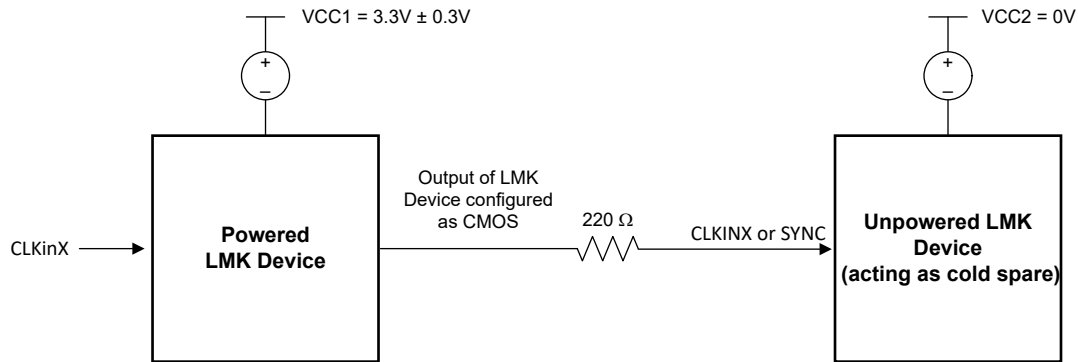 VCC1 = 3.3V ± 0.3V
VCC2 = 0V
+
–
+
–
Output of LMK
Device configured
as CMOS
220 Ω
CLKinX
Powered
LMK Device
CLKINX or SYNC
Unpowered LMK
Device
(acting as cold spare)